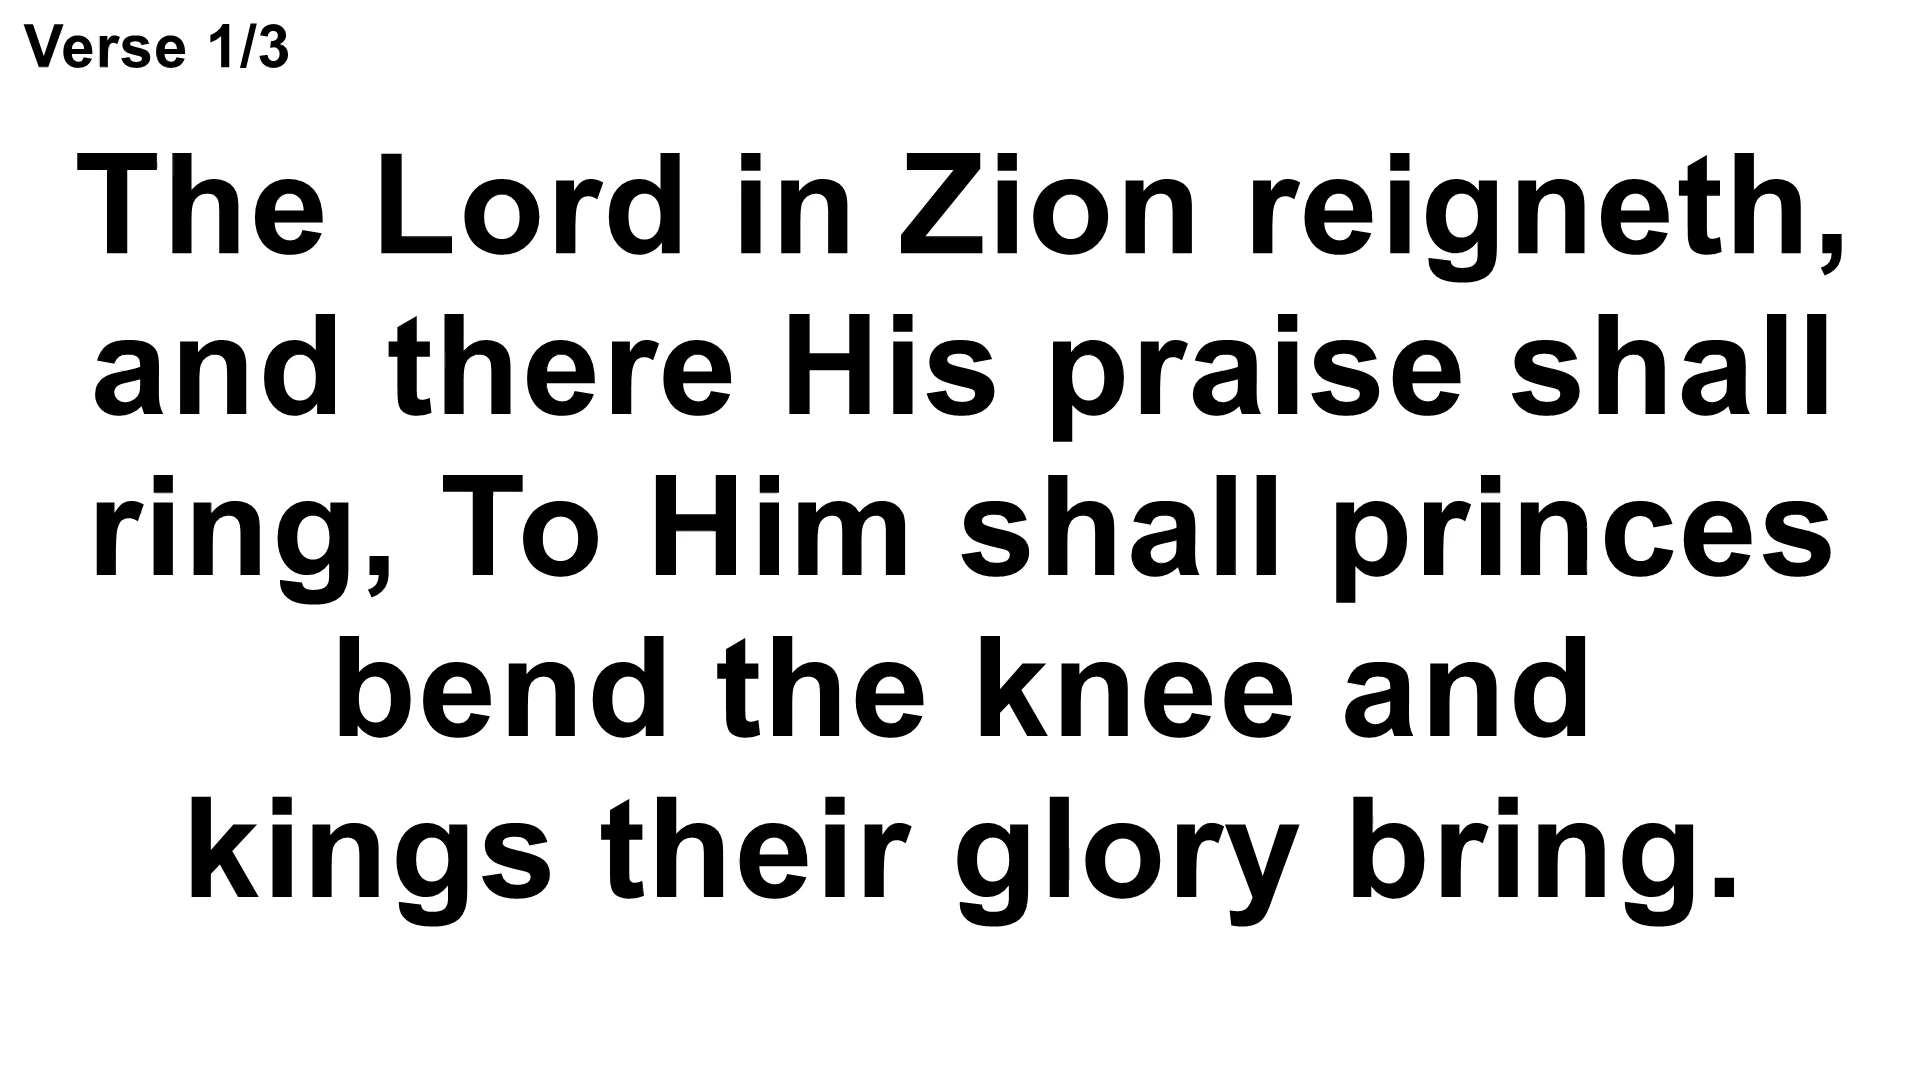 Verse 1/3
The Lord in Zion reigneth,
and there His praise shall
ring, To Him shall princes
bend the knee and
kings their glory bring.